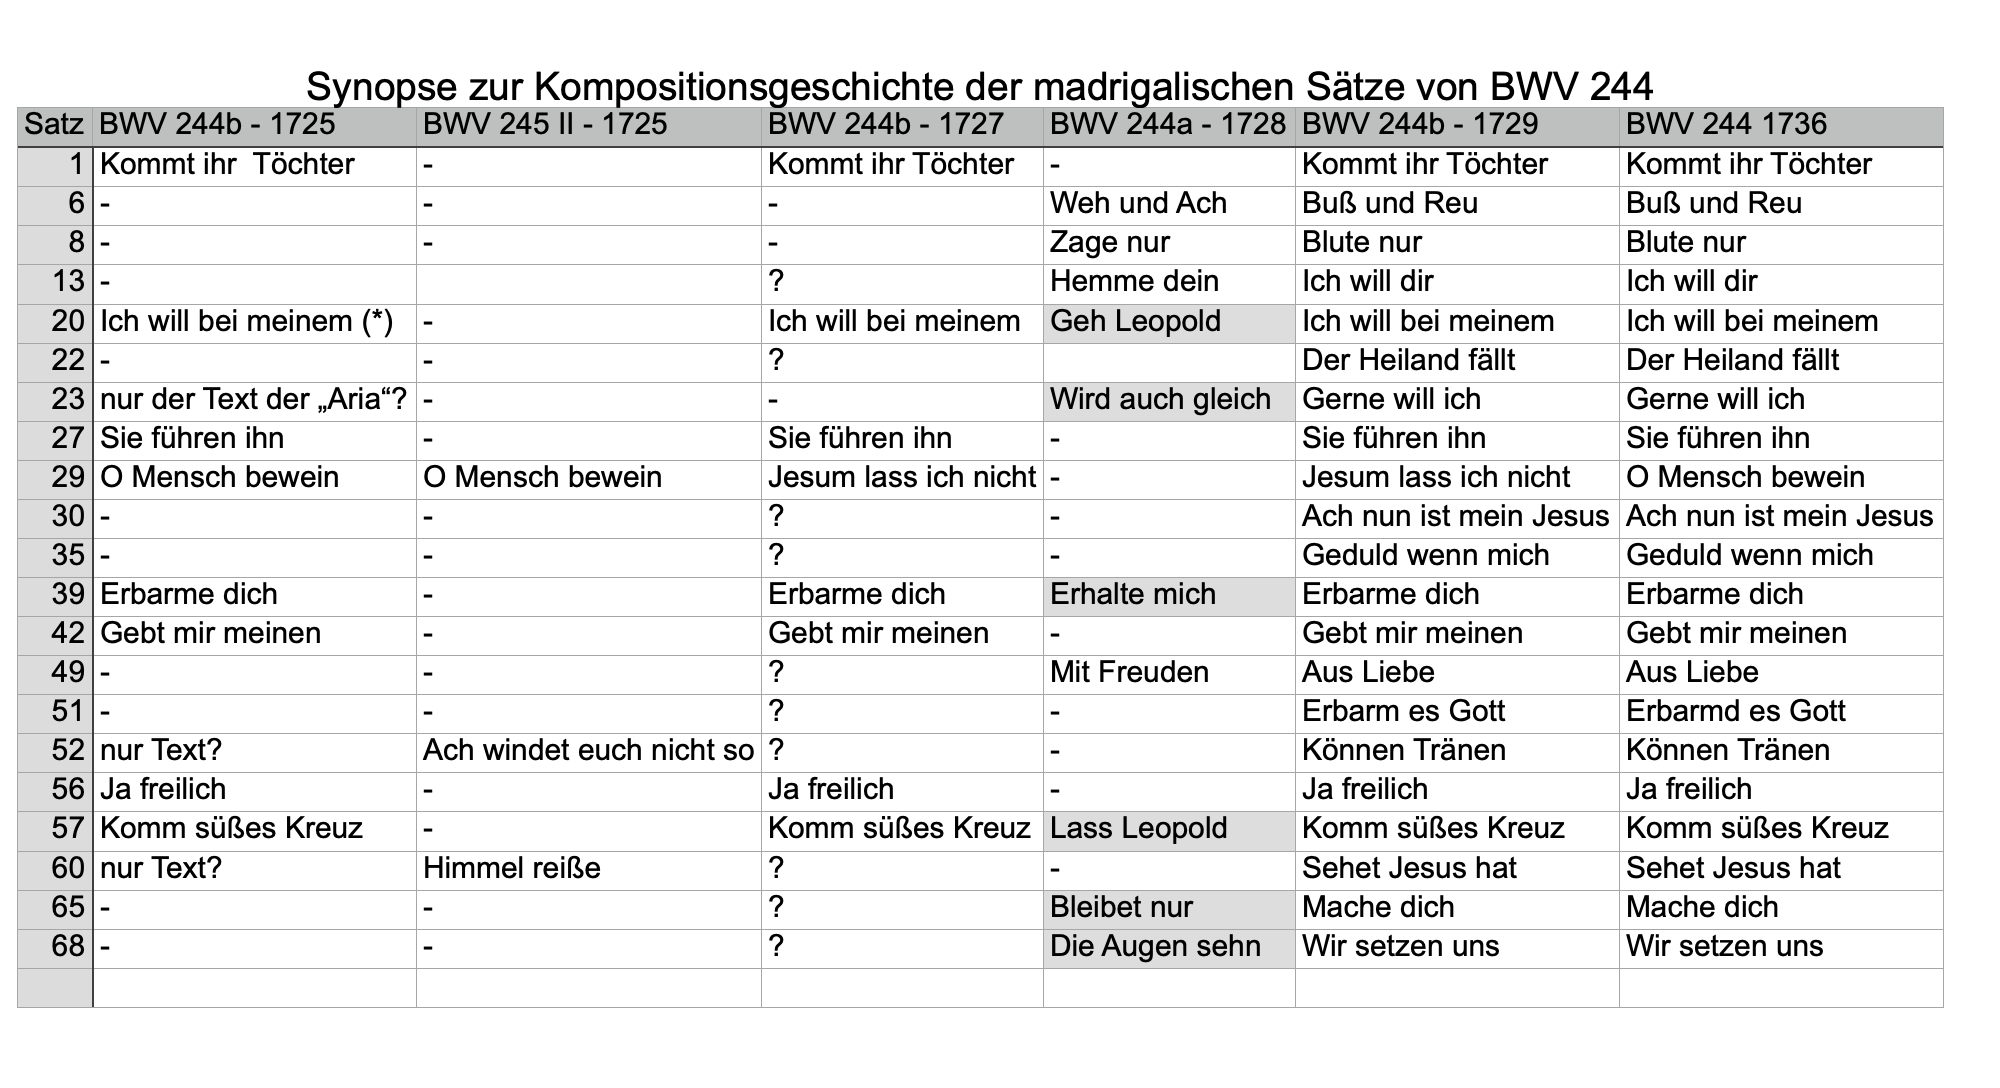 Synopse zur Kompositionsgeschichte der madrigalischen Sätze von BWV 244
Satz BWV 244b - 1725 BWV 245 II - 1725 BWV 244b - 1727 BWV 244a - 1728 BWV 244b - 1729 BWV 244 1736
1 Kommt ihr  Töchter - Kommt ihr Töchter - Kommt ihr Töchter Kommt ihr Töchter
6 - - - Weh und Ach Buß und Reu Buß und Reu
8 - - - Zage nur Blute nur Blute nur
13 - ? Hemme dein Ich will dir Ich will dir
20 Ich will bei meinem (*) - Ich will bei meinem Geh Leopold Ich will bei meinem Ich will bei meinem
22 - - ? Der Heiland fällt Der Heiland fällt
23 nur der Text der „Aria“? - - Wird auch gleich Gerne will ich Gerne will ich
27 Sie führen ihn - Sie führen ihn - Sie führen ihn Sie führen ihn
29 O Mensch bewein O Mensch bewein Jesum lass ich nicht - Jesum lass ich nicht O Mensch bewein
30 - - ? - Ach nun ist mein Jesus Ach nun ist mein Jesus
35 - - ? - Geduld wenn mich Geduld wenn mich
39 Erbarme dich - Erbarme dich Erhalte mich Erbarme dich Erbarme dich
42 Gebt mir meinen - Gebt mir meinen - Gebt mir meinen Gebt mir meinen
49 - - ? Mit Freuden Aus Liebe Aus Liebe
51 - - ? - Erbarm es Gott Erbarmd es Gott
52 nur Text? Ach windet euch nicht so ? - Können Tränen Können Tränen
56 Ja freilich - Ja freilich - Ja freilich Ja freilich
57 Komm süßes Kreuz - Komm süßes Kreuz Lass Leopold Komm süßes Kreuz Komm süßes Kreuz
60 nur Text? Himmel reiße ? - Sehet Jesus hat Sehet Jesus hat
65 - - ? Bleibet nur Mache dich Mache dich
68 - - ? Die Augen sehn Wir setzen uns Wir setzen uns